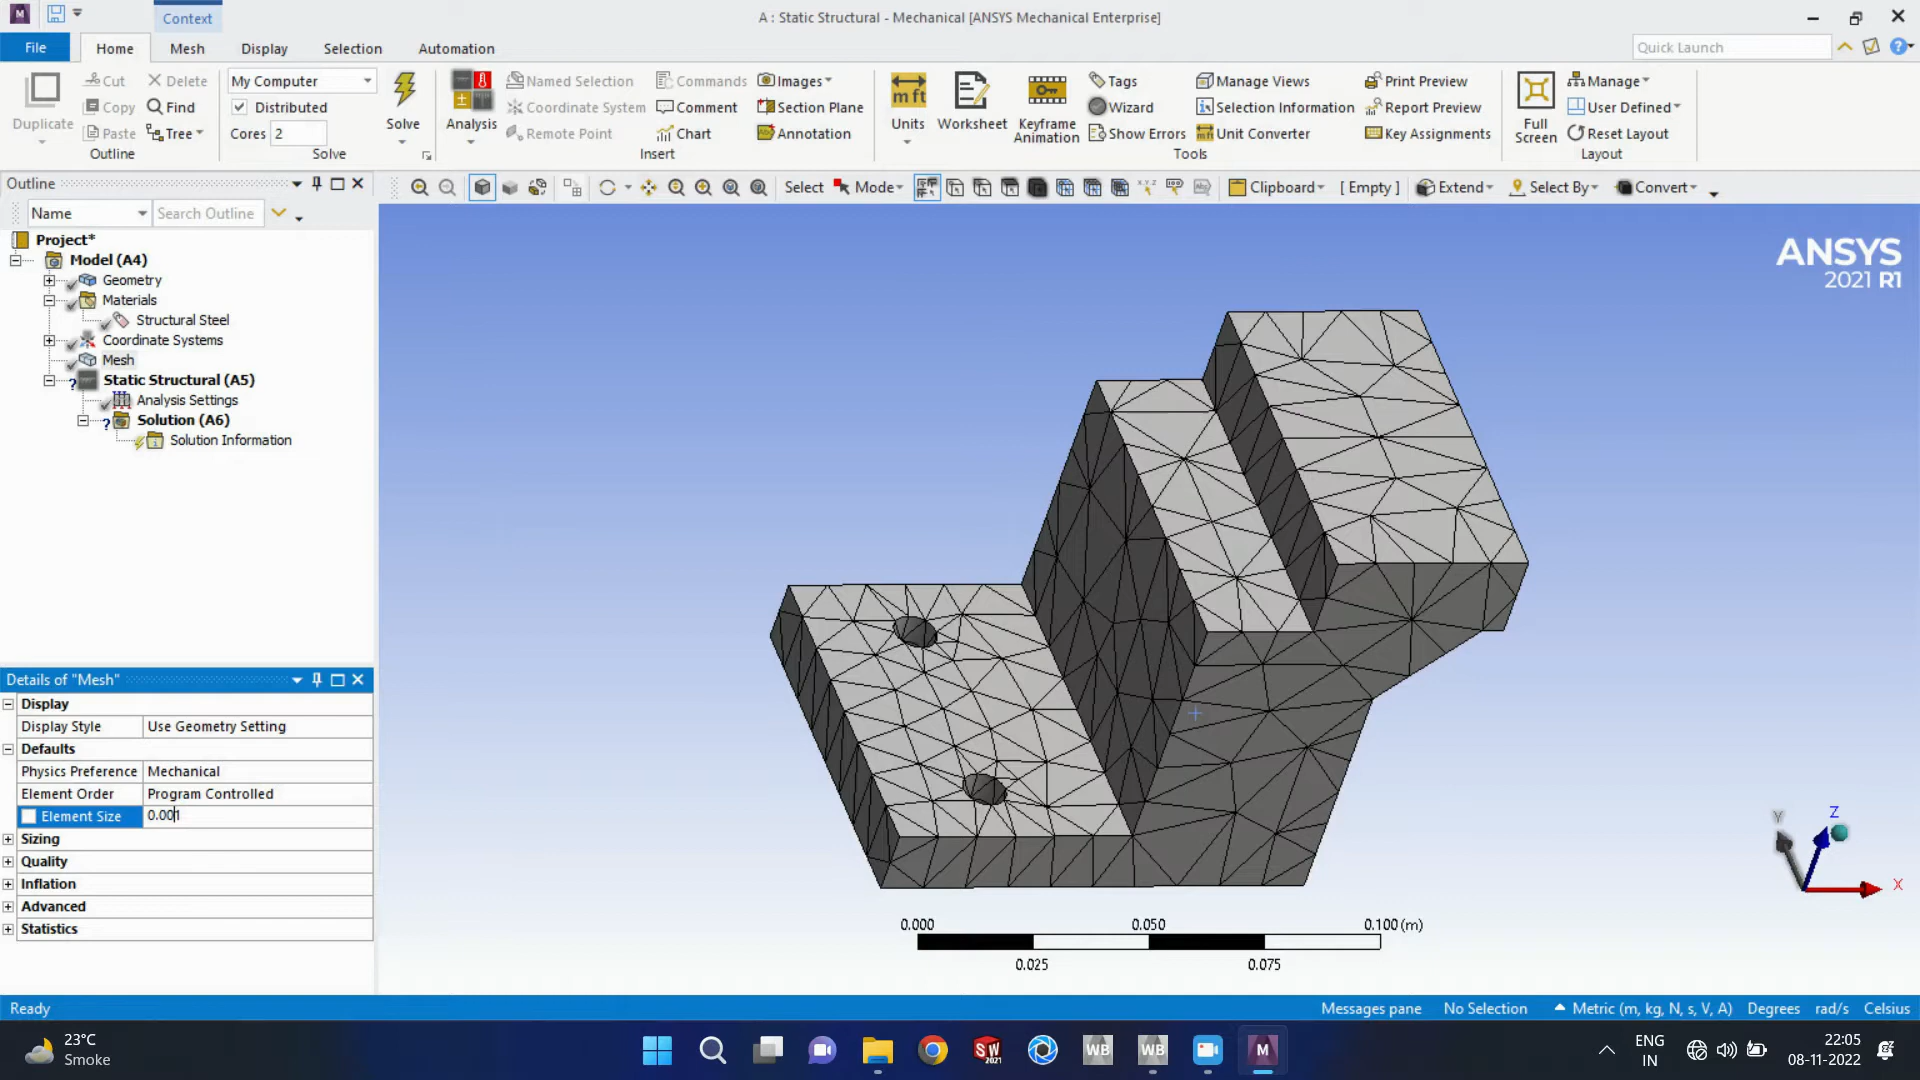 Context
A : Static Structural - Mechanical [ANSYS Mechanical Enterprise]
File Home Mesh Display Selection Automation
Quick Launch
Duplicate
Cut
Copy
Paste
Delete
Find
Tree
Outline
My Computer
Distributed
Cores 2
Solve
Solve
Analysis
Named Selection
Coordinate System
Remote Point
Commands
Comment
Chart
Images
Section Plane
Annotation
Insert
Units
Worksheet
Keyframe
Animation
Tags
Wizard
Show Errors
Manage Views
Selection Information
Unit Converter
Print Preview
Report Preview
Key Assignments
Tools
Full
Screen
Manage
User Defined
Reset Layout
Layout
Outline
Select Mode Clipboard [ Empty ] Extend Select By Convert
Name Search Outline
Project*
Model (A4)
Geometry
Materials
Structural Steel
Coordinate Systems
Mesh
Static Structural (A5)
Analysis Settings
Solution (A6)
Solution Information
ANSYS
2021 R1
Details of "Mesh"
Display
Display Style Use Geometry Setting
Defaults
Physics Preference Mechanical
Element Order Program Controlled
Element Size 0.001
Sizing
Quality
Inflation
Advanced
Statistics
Y Z X
0.000 0.050 0.100 (m)
0.025 0.075
Ready Messages pane No Selection Metric (m, kg, N, s, V, A) Degrees rad/s Celsius
23°C
Smoke
SW
2021
WB
WB
M
ENG
IN
22:05
08-11-2022